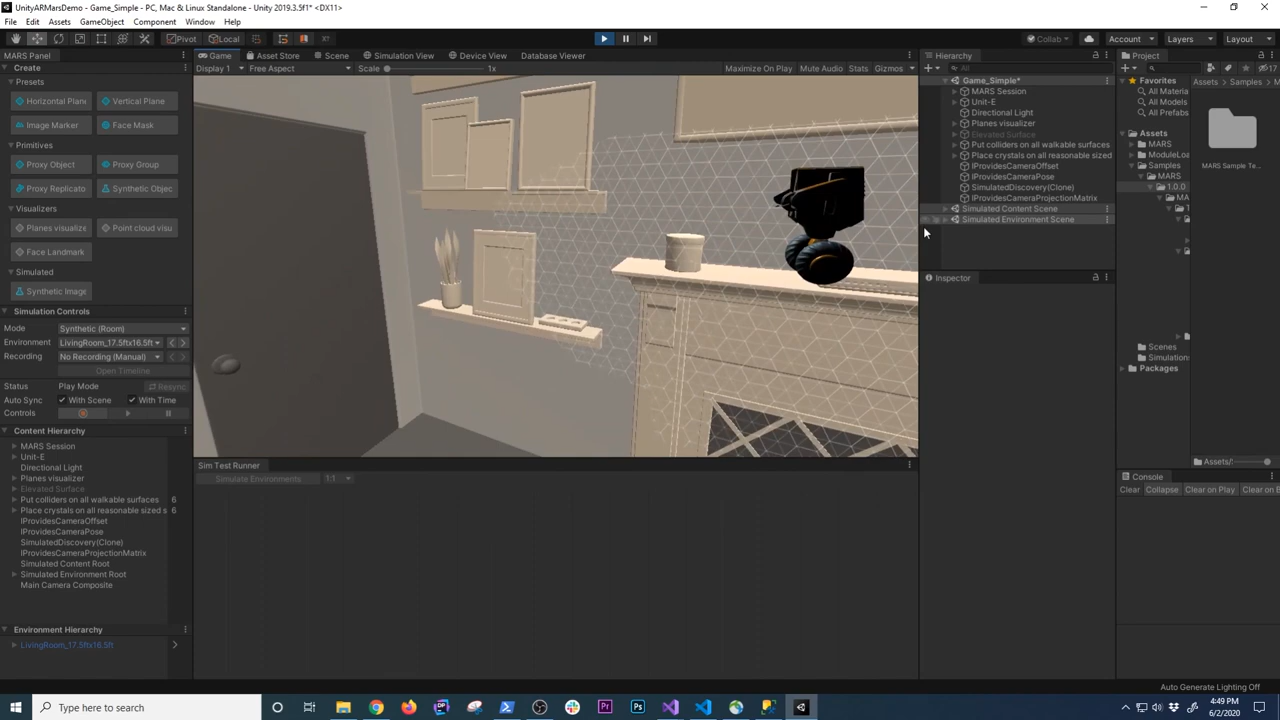 UnityARMarsDemo - Game_Simple - PC, Mac & Linux Standalone - Unity 2019.3.5f1* <DX11>
File Edit Assets GameObject Component Window Help
Pivot Local Collab Account Layers Layout
MARS Panel
Game Asset Store Scene Simulation View Device View Database Viewer
Hierarchy
Project
Create
Display 1 Free Aspect Scale 1x Maximize On Play Mute Audio Stats Gizmos
All
17
Presets
Horizontal Plane Vertical Plane
Image Marker Face Mask
Primitives
Proxy Object Proxy Group
Proxy Replicato Synthetic Objec
Visualizers
Planes visualize Point cloud visu
Face Landmark
Simulated
Synthetic Image
Simulation Controls
Mode Synthetic (Room)
Environment LivingRoom_17.5ftx16.5ft
Recording No Recording (Manual)
Open Timeline
Status Play Mode Resync
Auto Sync With Scene With Time
Controls
Content Hierarchy
MARS Session
Unit-E
Directional Light
Planes visualizer
Elevated Surface
Put colliders on all walkable surfaces 6
Place crystals on all reasonable sized s 6
IProvidesCameraOffset
IProvidesCameraPose
SimulatedDiscovery(Clone)
IProvidesCameraProjectionMatrix
Simulated Content Root
Simulated Environment Root
Main Camera Composite
Environment Hierarchy
LivingRoom_17.5ftx16.5ft
Sim Test Runner
Simulate Environments 1:1
Game_Simple*
MARS Session
Unit-E
Directional Light
Planes visualizer
Elevated Surface
Put colliders on all walkable surfaces
Place crystals on all reasonable sized
IProvidesCameraOffset
IProvidesCameraPose
SimulatedDiscovery(Clone)
IProvidesCameraProjectionMatrix
Simulated Content Scene
Simulated Environment Scene
Inspector
Favorites
All Materia
All Models
All Prefabs
Assets
MARS
ModuleLoa
Samples
MARS
1.0.0
MA
Scenes
Simulation
Packages
Assets > Samples > M
MARS Sample Te...
Assets/
Console
Clear Collapse Clear on Play Clear on B
Auto Generate Lighting Off
Type here to search
4:49 PM
6/2/2020